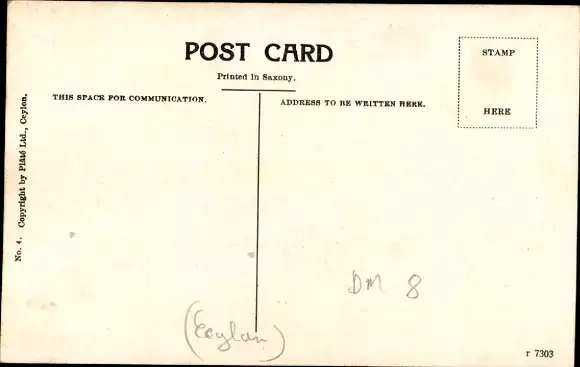 POST CARD
Printed in Saxony.
STAMP
HERE
THIS SPACE FOR COMMUNICATION.
ADDRESS TO BE WRITTEN HERE.
No. 4. Copyright by Plâté Ltd., Ceylon.
DM 8
(Ceylan)
r 7303